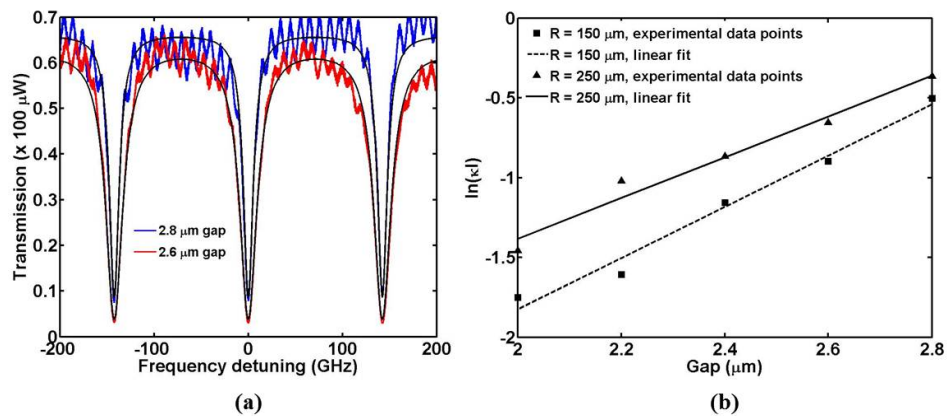 0.7
0.6
0.5
0.4
0.3
0.2
0.1
0
Transmission (x 100 μW)
2.8 μm gap
2.6 μm gap
-200 -100 0 100 200
Frequency detuning (GHz)
(a)
R = 150 μm, experimental data points
R = 150 μm, linear fit
R = 250 μm, experimental data points
R = 250 μm, linear fit
-0.5
-1
-1.5
-2
ln(κl)
2 2.2 2.4 2.6 2.8
Gap (μm)
(b)